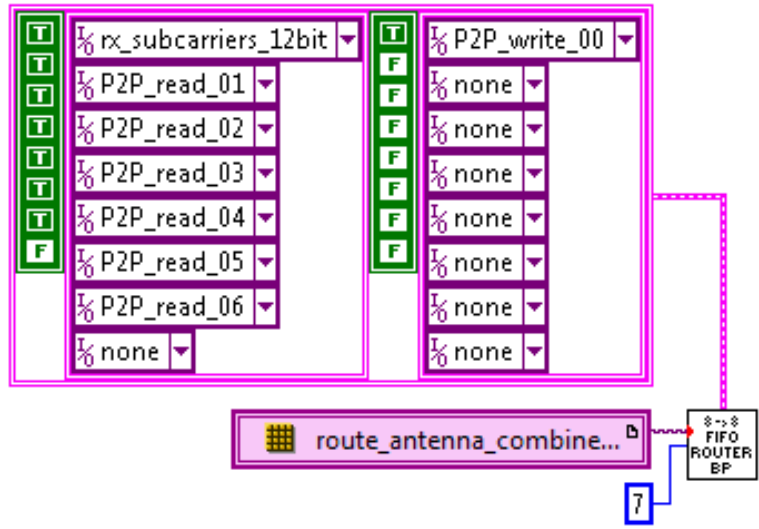 T rx_subcarriers_12bit T P2P_write_00
T P2P_read_01 F none
T P2P_read_02 F none
T P2P_read_03 F none
T P2P_read_04 F none
T P2P_read_05 F none
T P2P_read_06 F none
F none F none
route_antenna_combine...
8->8
FIFO
ROUTER
BP
7